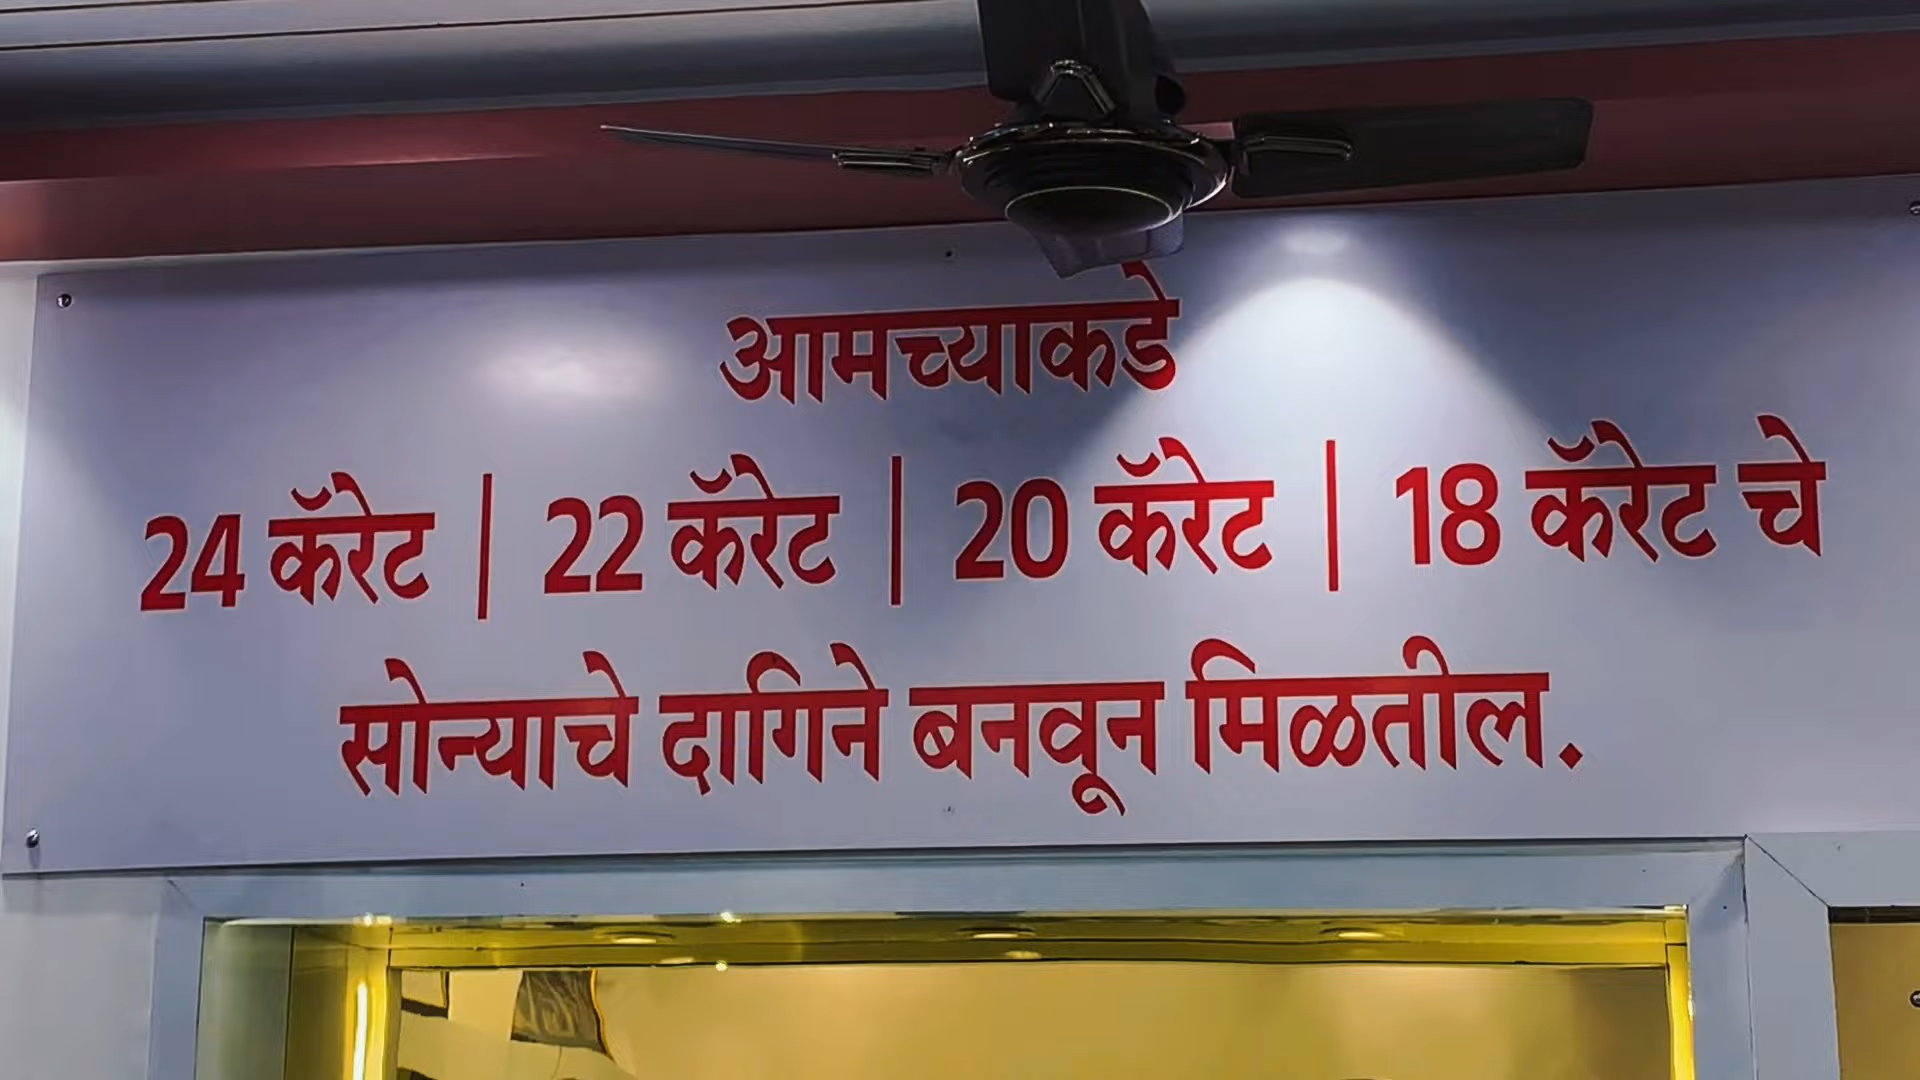 आमच्याकडे
24 कॅरेट | 22 कॅरेट | 20 कॅरेट | 18 कॅरेट चे
सोन्याचे दागिने बनवून मिळतील.